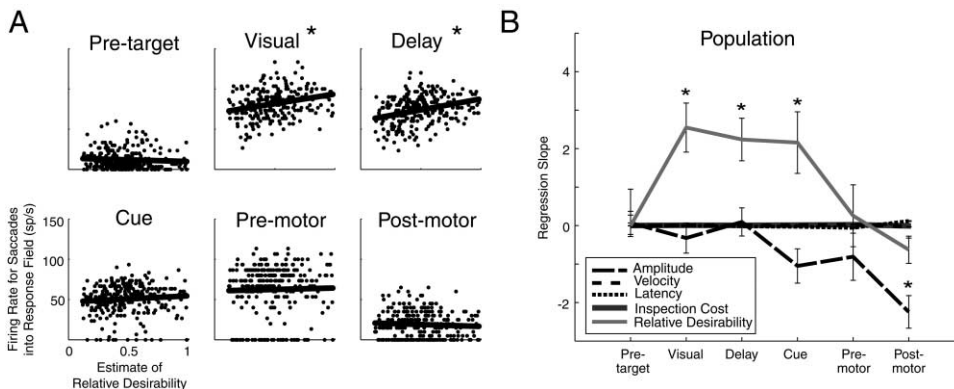 A
Pre-target
Visual *
Delay *
Cue
Pre-motor
Post-motor
Firing Rate for Saccades
into Response Field (sp/s)
150
100
50
0
0.5
1
Estimate of
Relative Desirability
B
Population
Regression Slope
4
2
0
-2
*
*
*
*
Amplitude
Velocity
Latency
Inspection Cost
Relative Desirability
Pre-
target
Visual
Delay
Cue
Pre-
motor
Post-
motor